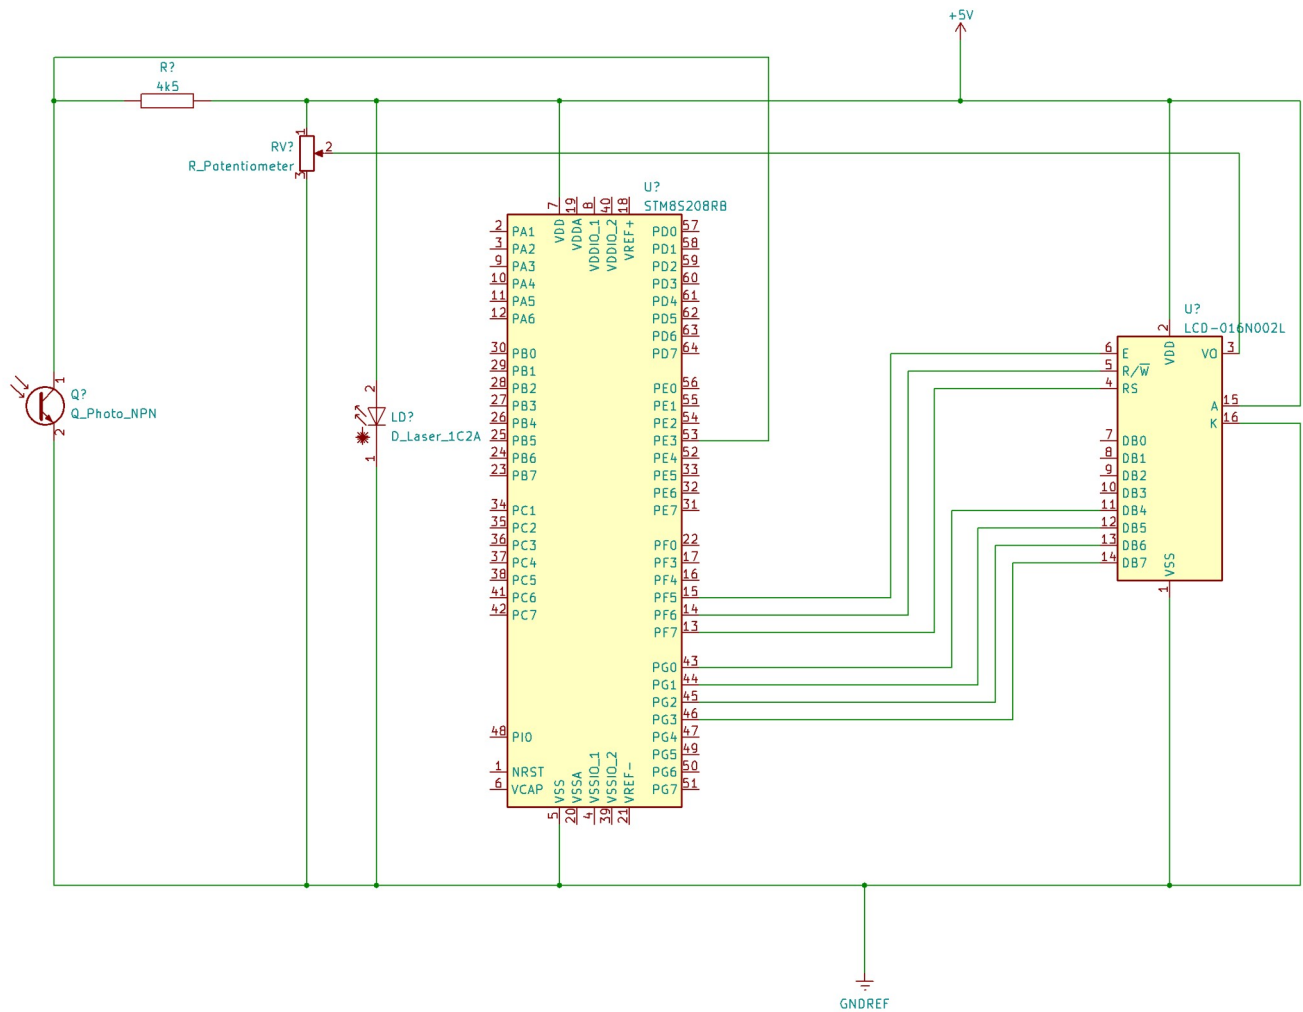 +5V
R?
4k5
1
RV?
2
R_Potentiometer
3
U?
STM8S208RB
7
19
8
40
18
VDD
VDDA
VDDIO_1
VDDIO_2
VREF+
2 PA1
3 PA2
9 PA3
10 PA4
11 PA5
12 PA6
30 PB0
29 PB1
28 PB2
27 PB3
26 PB4
25 PB5
24 PB6
23 PB7
34 PC1
35 PC2
36 PC3
37 PC4
38 PC5
41 PC6
42 PC7
48 PI0
1 NRST
6 VCAP
PD0 57
PD1 58
PD2 59
PD3 60
PD4 61
PD5 62
PD6 63
PD7 64
PE0 56
PE1 55
PE2 54
PE3 53
PE4 52
PE5 33
PE6 32
PE7 31
PF0 22
PF3 17
PF4 16
PF5 15
PF6 14
PF7 13
PG0 43
PG1 44
PG2 45
PG3 46
PG4 47
PG5 49
PG6 50
PG7 51
VSS
VSSA
VSSIO_1
VSSIO_2
VREF-
5
20
4
39
21
1
Q?
Q_Photo_NPN
2
2
LD?
D_Laser_1C2A
1
U?
LCD-016N002L
2
VDD
6 E
5 R/W
4 RS
7 DB0
8 DB1
9 DB2
10 DB3
11 DB4
12 DB5
13 DB6
14 DB7
VO 3
A 15
K 16
VSS
1
GNDREF